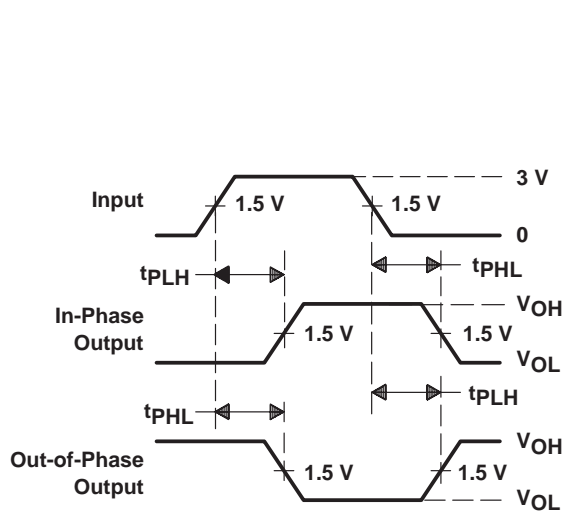 3 V
Input
1.5 V
1.5 V
0
tPLH
tPHL
In-Phase
Output
VOH
1.5 V
1.5 V
VOL
tPHL
tPLH
Out-of-Phase
Output
VOH
1.5 V
1.5 V
VOL